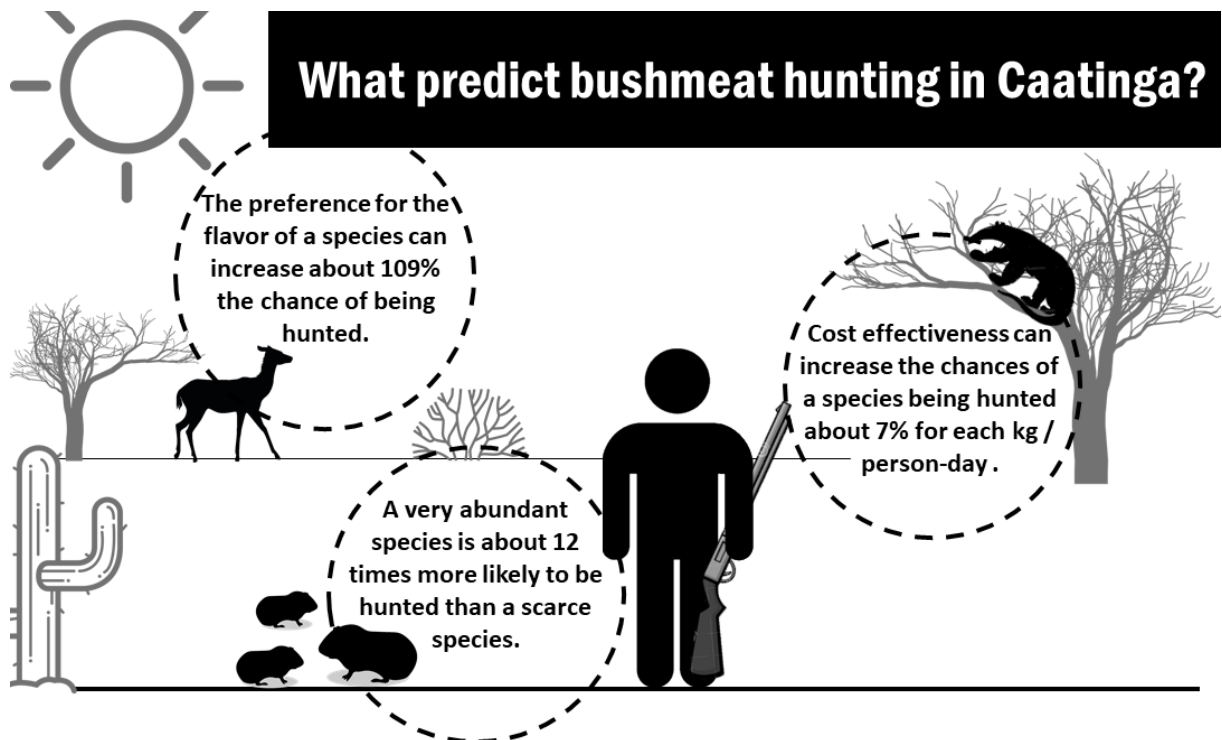 What predict bushmeat hunting in Caatinga?
The preference for the
flavor of a species can
increase about 109%
the chance of being
hunted.
Cost effectiveness can
increase the chances of
a species being hunted
about 7% for each kg /
person-day .
A very abundant
species is about 12
times more likely to be
hunted than a scarce
species.